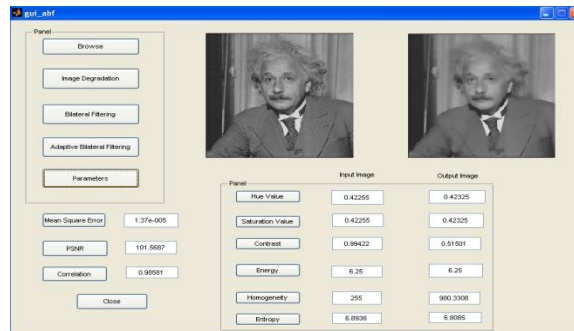 gui_abf
Panel
Browse
Image Degradation
Bilateral Filtering
Adaptive Bilateral Filtering
Parameters
Mean Square Error 1.37e-005
PSNR 101.5687
Correlation 0.98581
Close
Input Image Output Image
Panel
Hue Value 0.42255 0.42325
Saturation Value 0.42255 0.42325
Contrast 0.99422 0.51501
Energy 6.25 6.25
Homogeneity 255 980.3308
Entropy 6.8938 6.8085